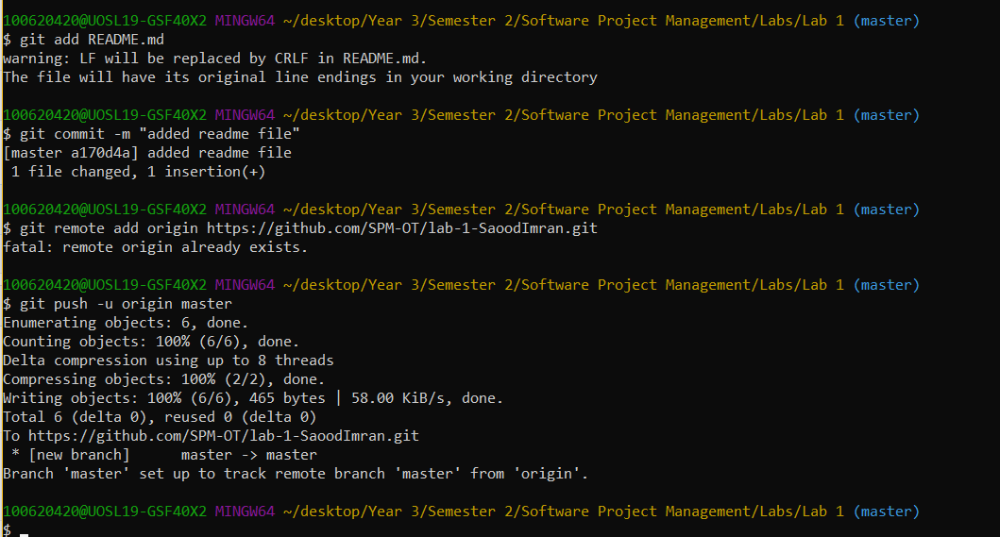 100620420@UOSL19-GSF40X2 MINGW64 ~/desktop/Year 3/Semester 2/Software Project Management/Labs/Lab 1 (master)
$ git add README.md
warning: LF will be replaced by CRLF in README.md.
The file will have its original line endings in your working directory
100620420@UOSL19-GSF40X2 MINGW64 ~/desktop/Year 3/Semester 2/Software Project Management/Labs/Lab 1 (master)
$ git commit -m "added readme file"
[master a170d4a] added readme file
 1 file changed, 1 insertion(+)
100620420@UOSL19-GSF40X2 MINGW64 ~/desktop/Year 3/Semester 2/Software Project Management/Labs/Lab 1 (master)
$ git remote add origin https://github.com/SPM-OT/lab-1-SaoodImran.git
fatal: remote origin already exists.
100620420@UOSL19-GSF40X2 MINGW64 ~/desktop/Year 3/Semester 2/Software Project Management/Labs/Lab 1 (master)
$ git push -u origin master
Enumerating objects: 6, done.
Counting objects: 100% (6/6), done.
Delta compression using up to 8 threads
Compressing objects: 100% (2/2), done.
Writing objects: 100% (6/6), 465 bytes | 58.00 KiB/s, done.
Total 6 (delta 0), reused 0 (delta 0)
To https://github.com/SPM-OT/lab-1-SaoodImran.git
 * [new branch]      master -> master
Branch 'master' set up to track remote branch 'master' from 'origin'.
100620420@UOSL19-GSF40X2 MINGW64 ~/desktop/Year 3/Semester 2/Software Project Management/Labs/Lab 1 (master)
$